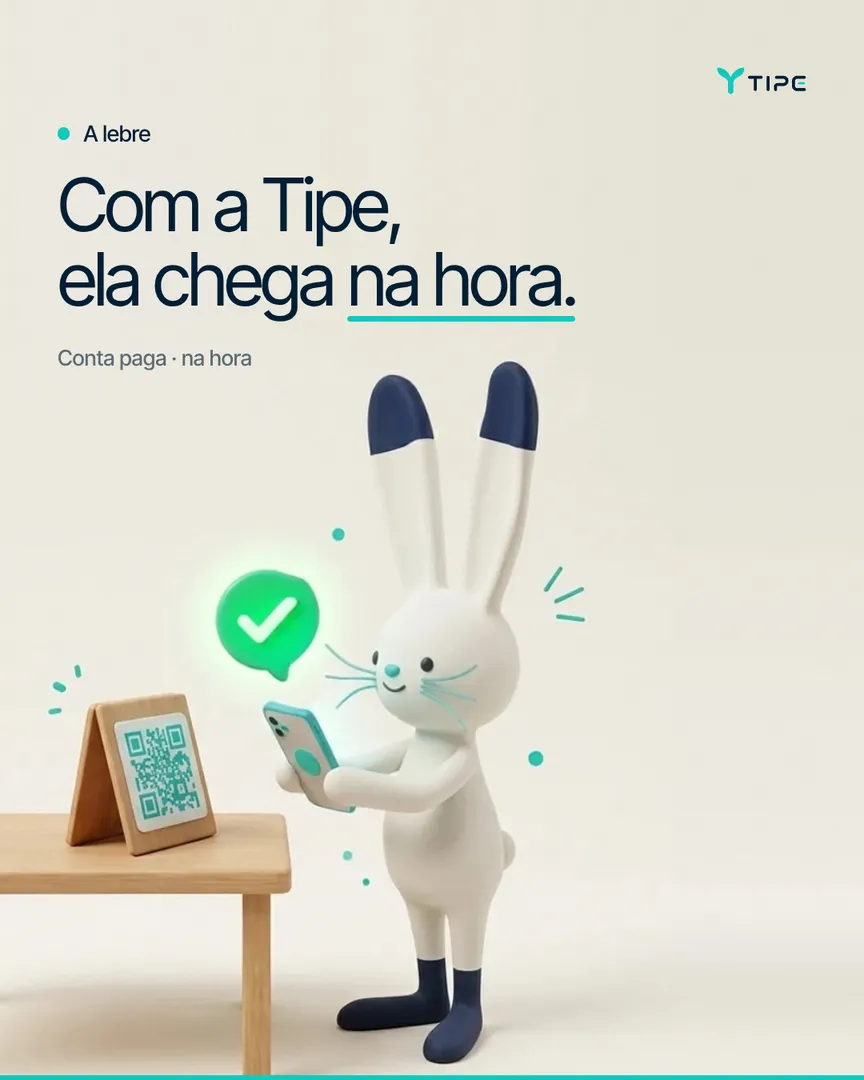 TIPE
A lebre
Com a Tipe,
ela chega na hora.
Conta paga · na hora